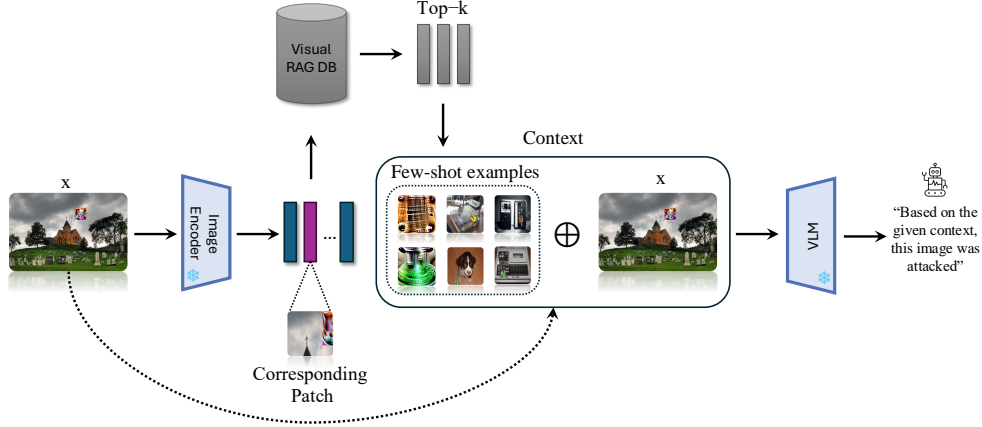 Top−k
Visual
RAG DB
Context
x
Image
Encoder
...
Few-shot examples
x
VLM
“Based on the
given context,
this image was
attacked”
Corresponding
Patch